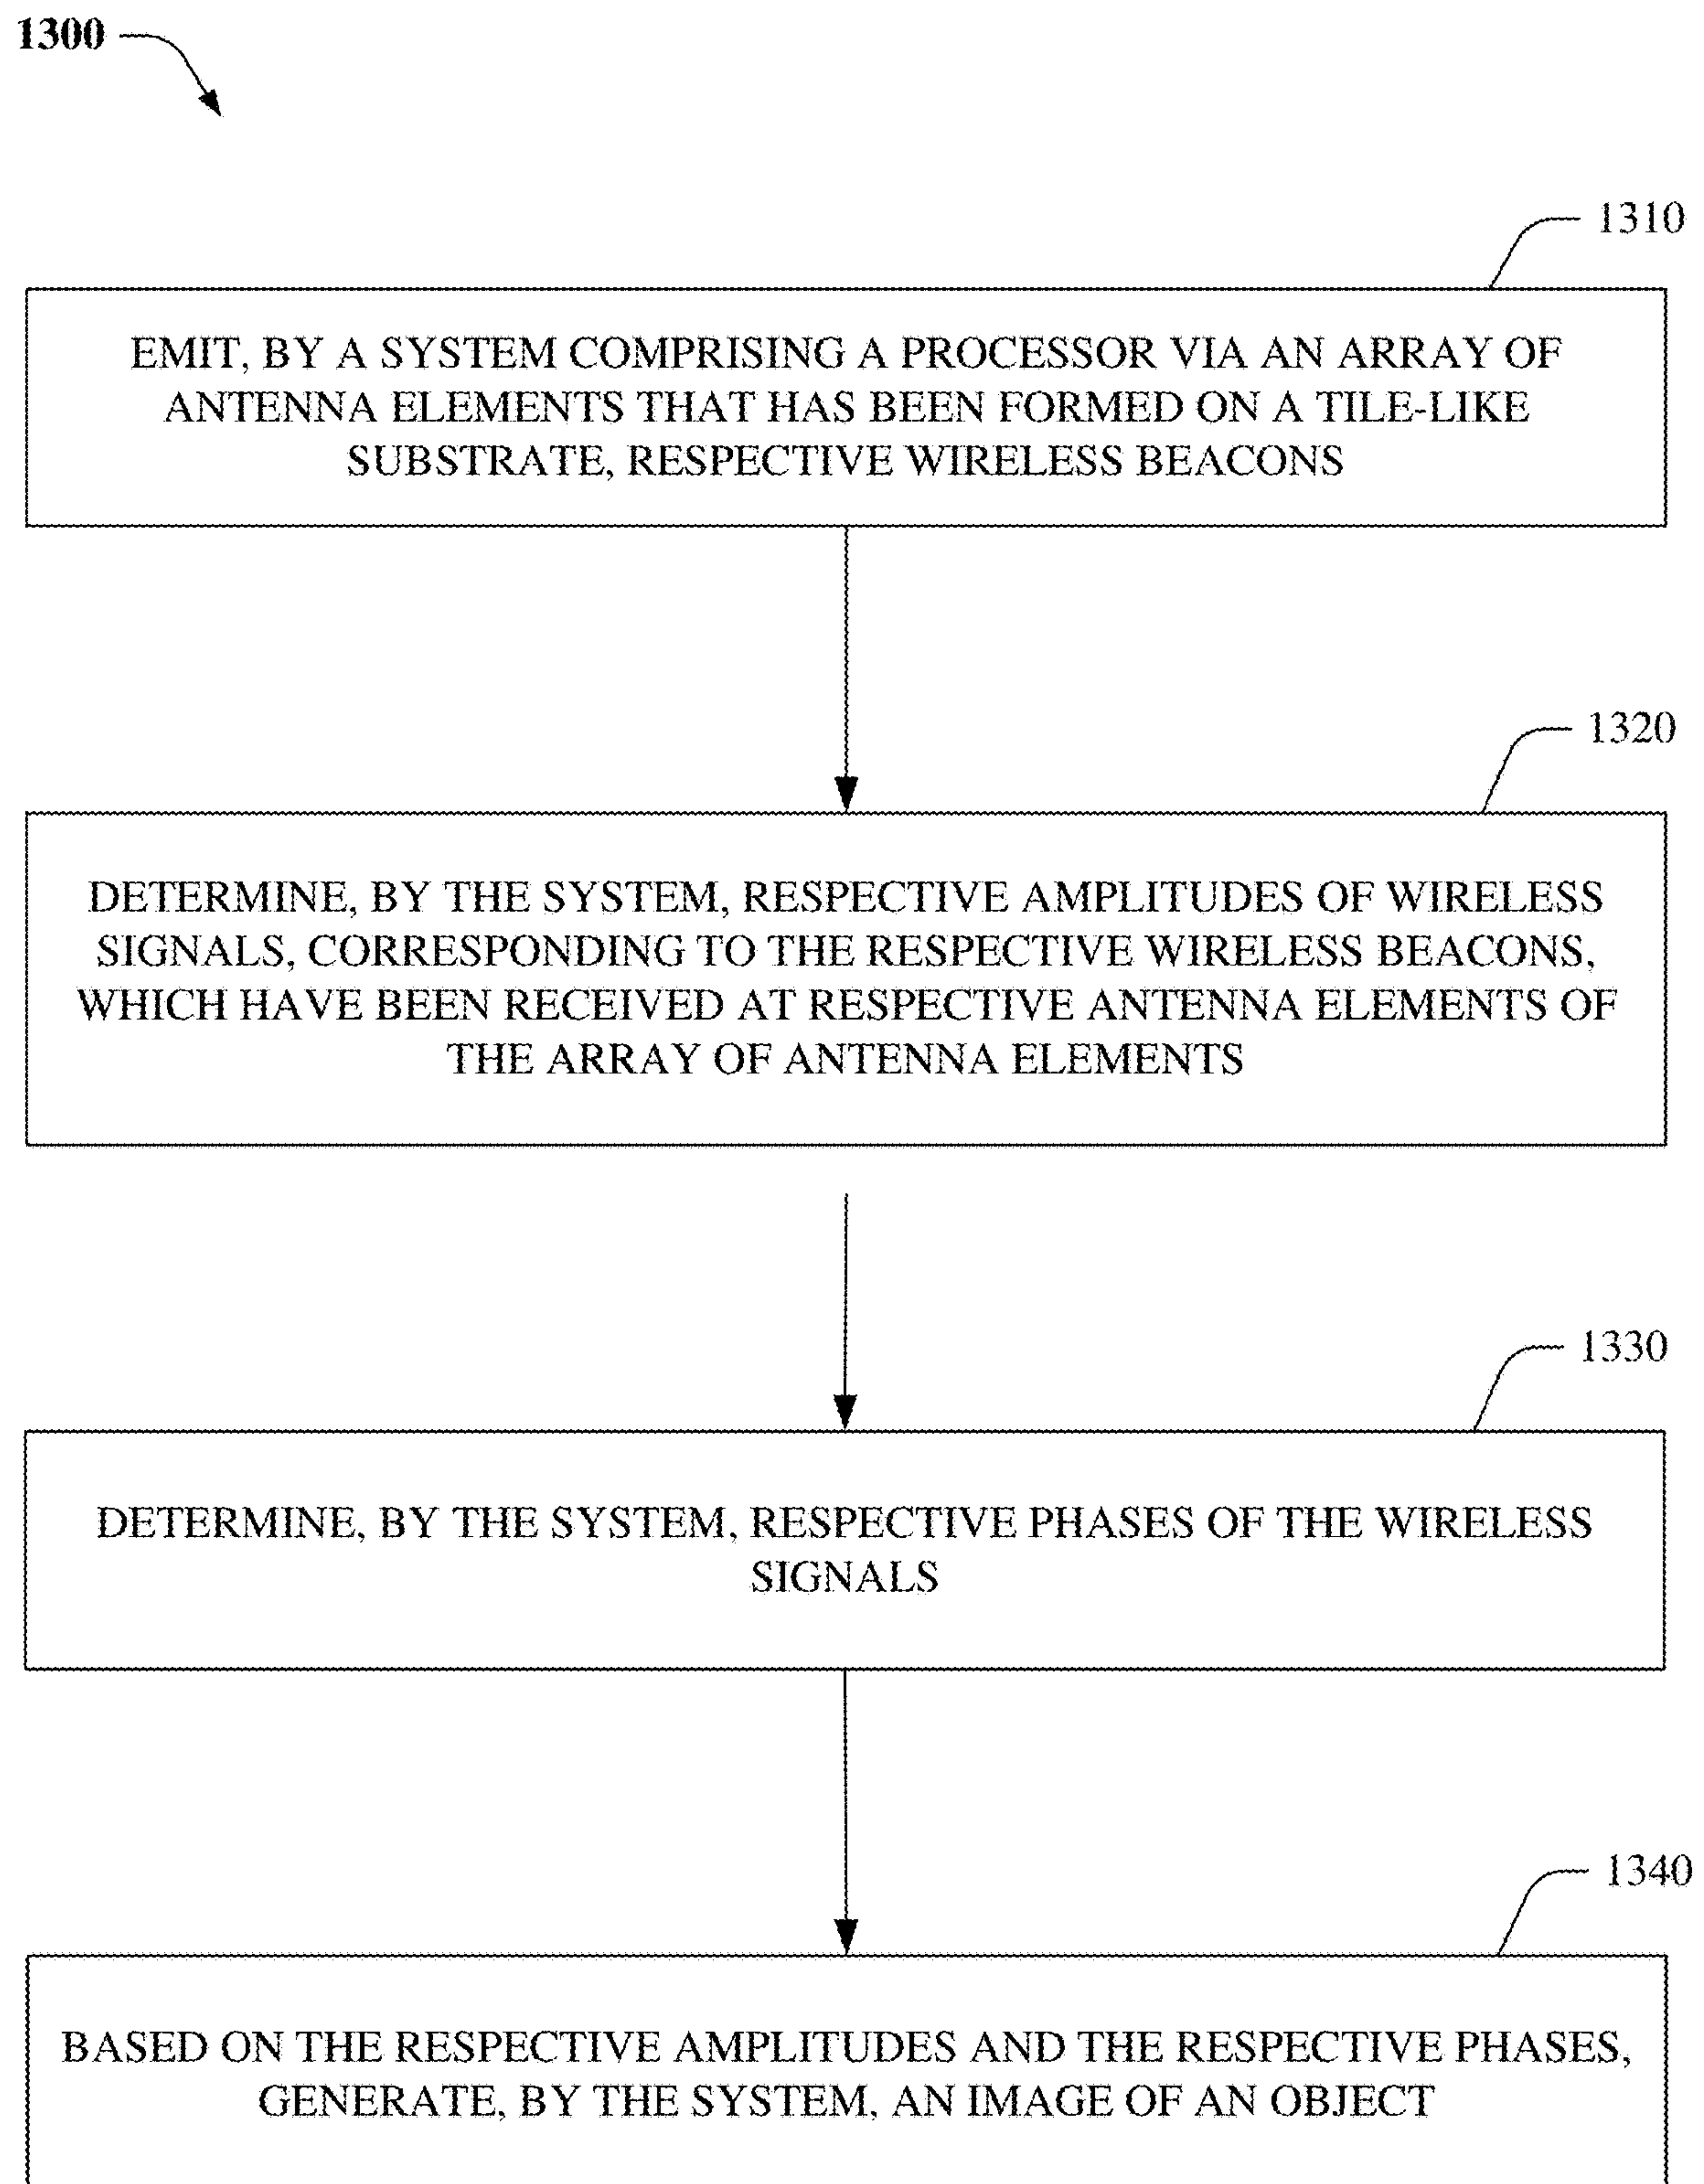 1300
1310
EMIT, BY A SYSTEM COMPRISING A PROCESSOR VIA AN ARRAY OF
ANTENNA ELEMENTS THAT HAS BEEN FORMED ON A TILE-LIKE
SUBSTRATE, RESPECTIVE WIRELESS BEACONS
1320
DETERMINE, BY THE SYSTEM, RESPECTIVE AMPLITUDES OF WIRELESS
SIGNALS, CORRESPONDING TO THE RESPECTIVE WIRELESS BEACONS,
WHICH HAVE BEEN RECEIVED AT RESPECTIVE ANTENNA ELEMENTS OF
THE ARRAY OF ANTENNA ELEMENTS
1330
DETERMINE, BY THE SYSTEM, RESPECTIVE PHASES OF THE WIRELESS
SIGNALS
1340
BASED ON THE RESPECTIVE AMPLITUDES AND THE RESPECTIVE PHASES,
GENERATE, BY THE SYSTEM, AN IMAGE OF AN OBJECT